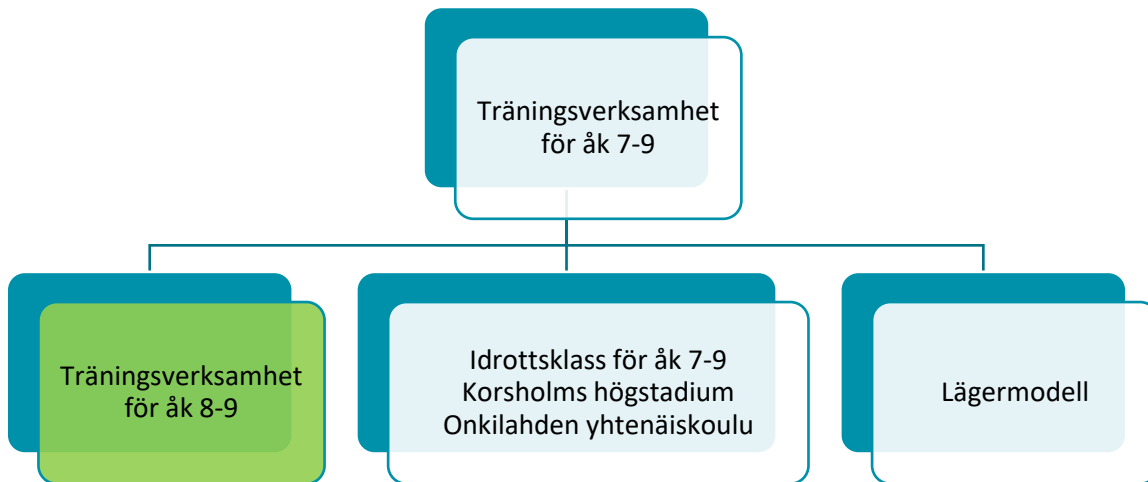 Träningsverksamhet
för åk 7-9
Träningsverksamhet
för åk 8-9
Idrottsklass för åk 7-9
Korsholms högstadium
Onkilahden yhtenäiskoulu
Lägermodell